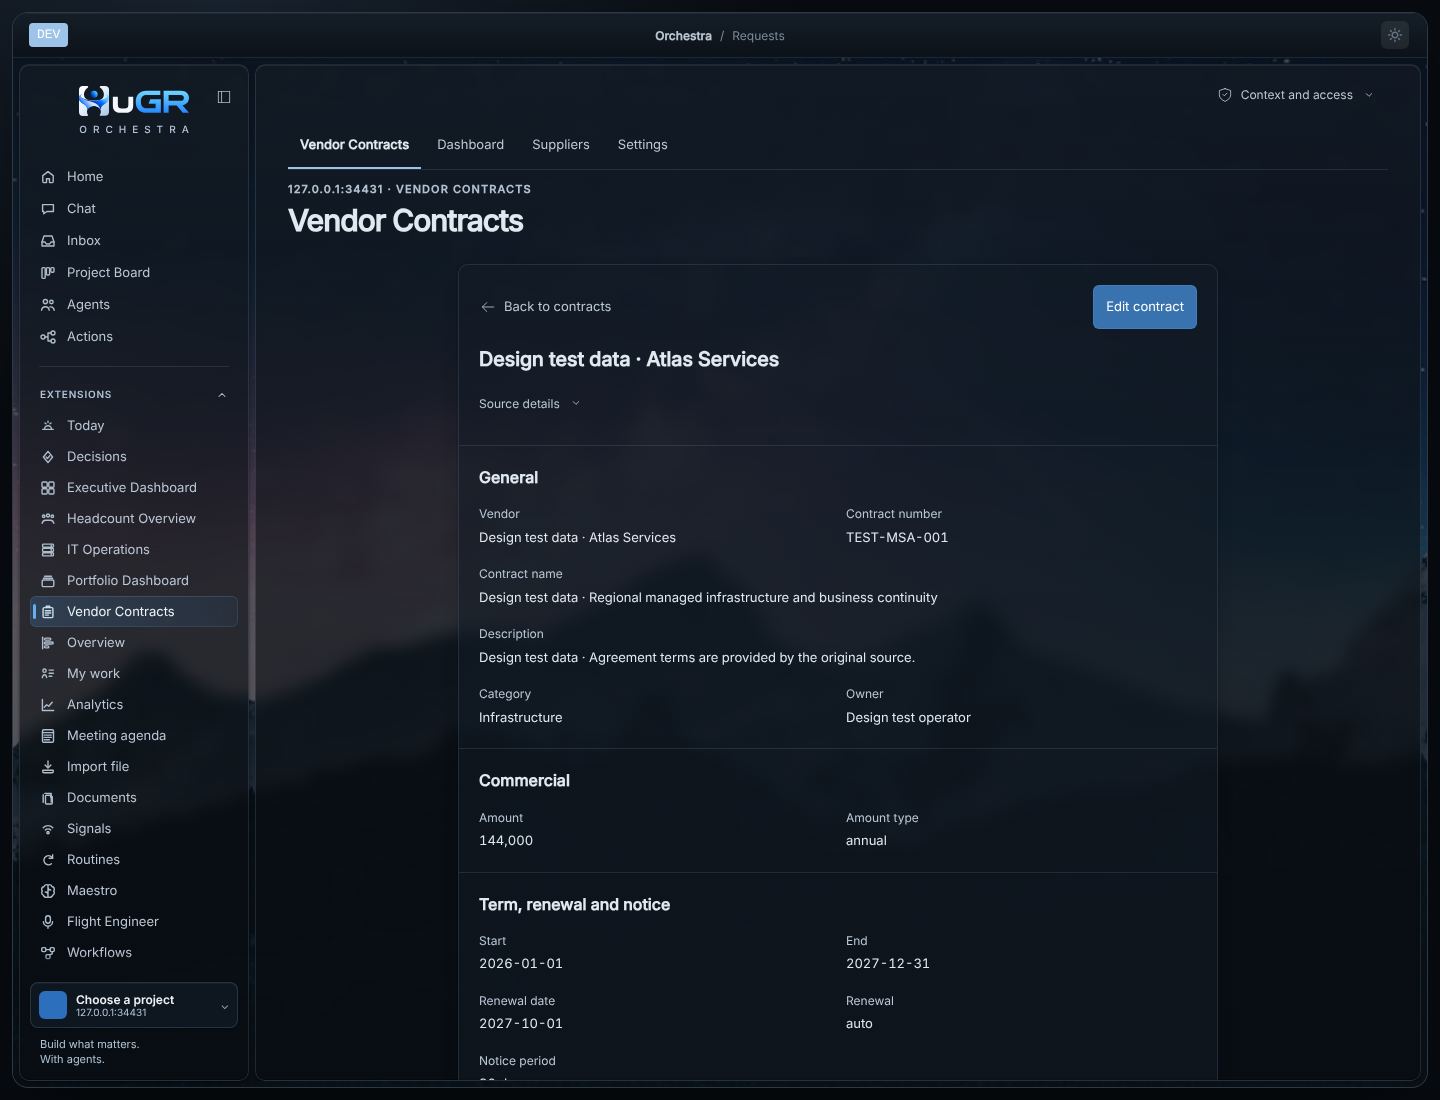 DEV
Orchestra / Requests
HuGR
ORCHESTRA
Home
Chat
Inbox
Project Board
Agents
Actions
EXTENSIONS
Today
Decisions
Executive Dashboard
Headcount Overview
IT Operations
Portfolio Dashboard
Vendor Contracts
Overview
My work
Analytics
Meeting agenda
Import file
Documents
Signals
Routines
Maestro
Flight Engineer
Workflows
Choose a project
127.0.0.1:34431
Build what matters.
With agents.
Context and access
Vendor Contracts Dashboard Suppliers Settings
127.0.0.1:34431 · VENDOR CONTRACTS
Vendor Contracts
Back to contracts
Edit contract
Design test data · Atlas Services
Source details
General
Vendor Contract number
Design test data · Atlas Services TEST-MSA-001
Contract name
Design test data · Regional managed infrastructure and business continuity
Description
Design test data · Agreement terms are provided by the original source.
Category Owner
Infrastructure Design test operator
Commercial
Amount Amount type
144,000 annual
Term, renewal and notice
Start End
2026-01-01 2027-12-31
Renewal date Renewal
2027-10-01 auto
Notice period